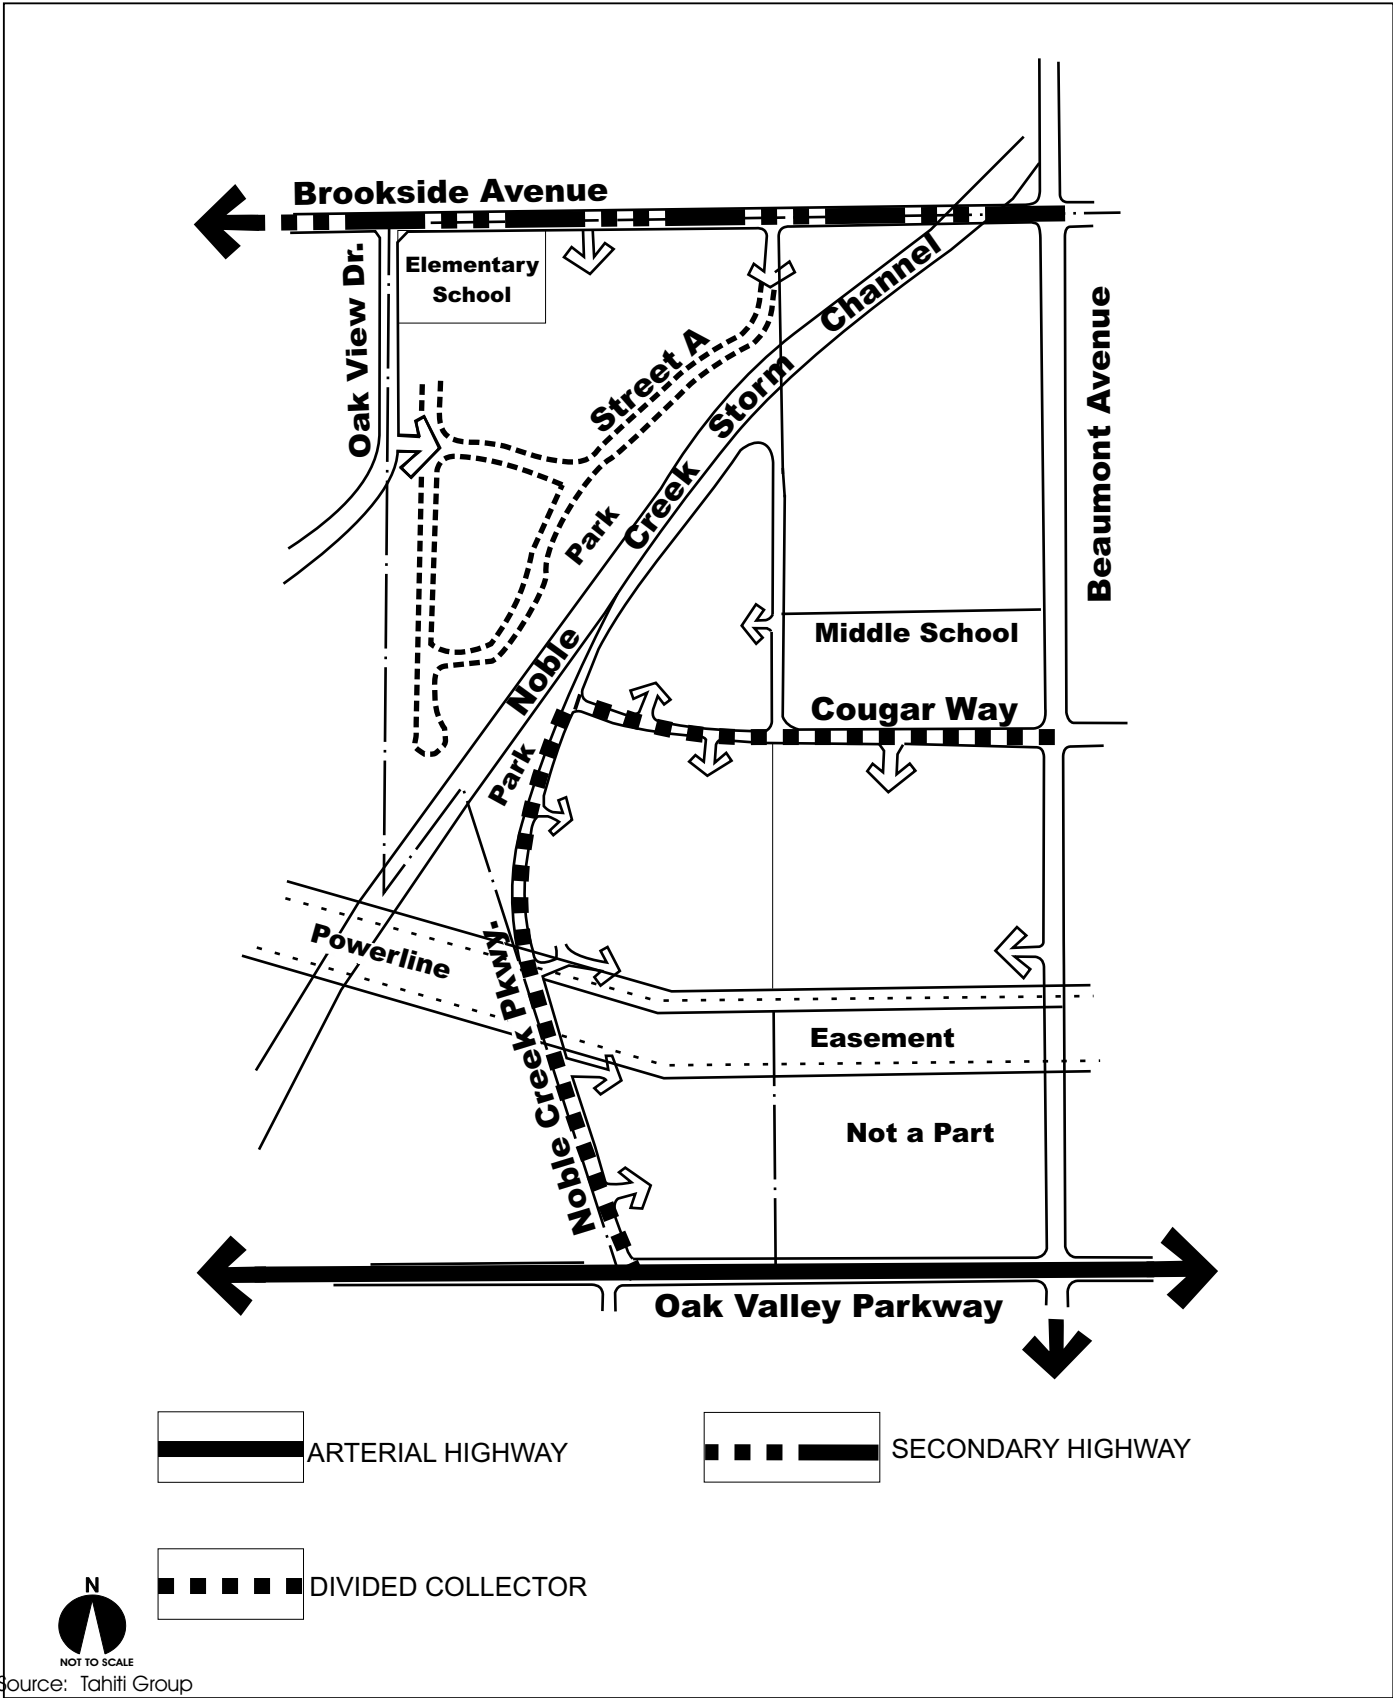 Brookside Avenue
Oak View Dr.
Elementary
School
Street A
Noble Creek Storm Channel
Beaumont Avenue
Park
Middle School
Cougar Way
Park
Powerline
Noble Creek Pkwy.
Easement
Not a Part
Oak Valley Parkway
ARTERIAL HIGHWAY
SECONDARY HIGHWAY
DIVIDED COLLECTOR
N
NOT TO SCALE
Source: Tahiti Group